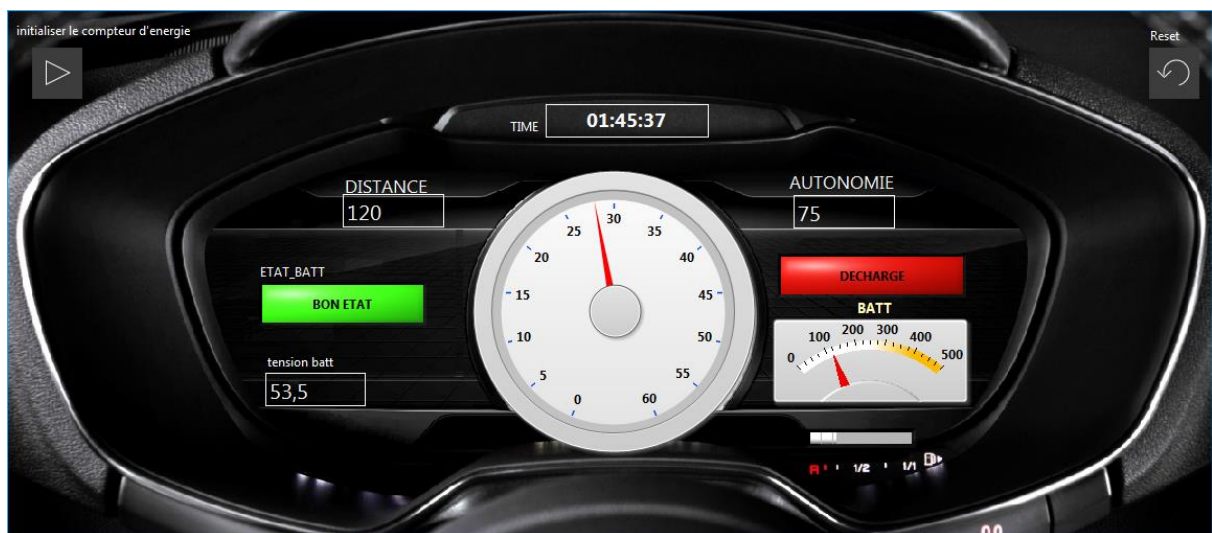 initialiser le compteur d'energie
Reset
TIME
01:45:37
DISTANCE
120
AUTONOMIE
75
25 30 35
20 40
15 45
10 50
5 55
0 60
ETAT_BATT
BON ETAT
tension batt
53,5
DECHARGE
BATT
0 100 200 300 400 500
R 1/2 1/1